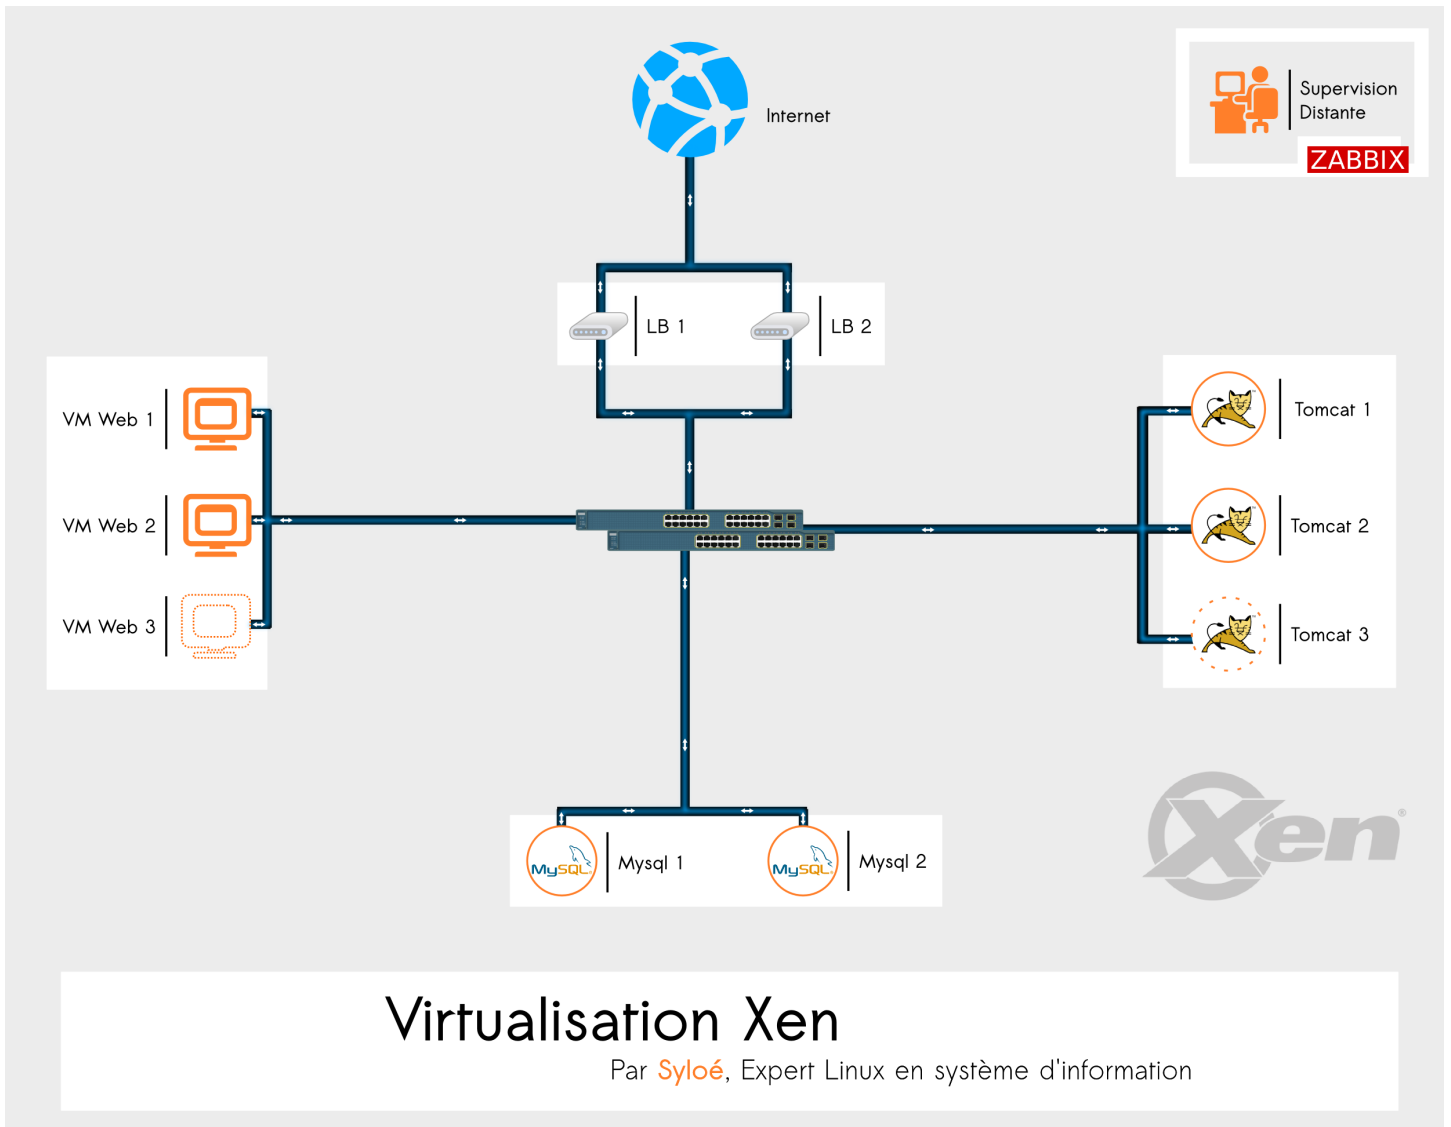 Internet
Supervision
Distante
ZABBIX
LB 1
LB 2
VM Web 1
VM Web 2
VM Web 3
Tomcat 1
Tomcat 2
Tomcat 3
MySQL
Mysql 1
MySQL
Mysql 2
Xen®
Virtualisation Xen
Par Syloé, Expert Linux en système d'information